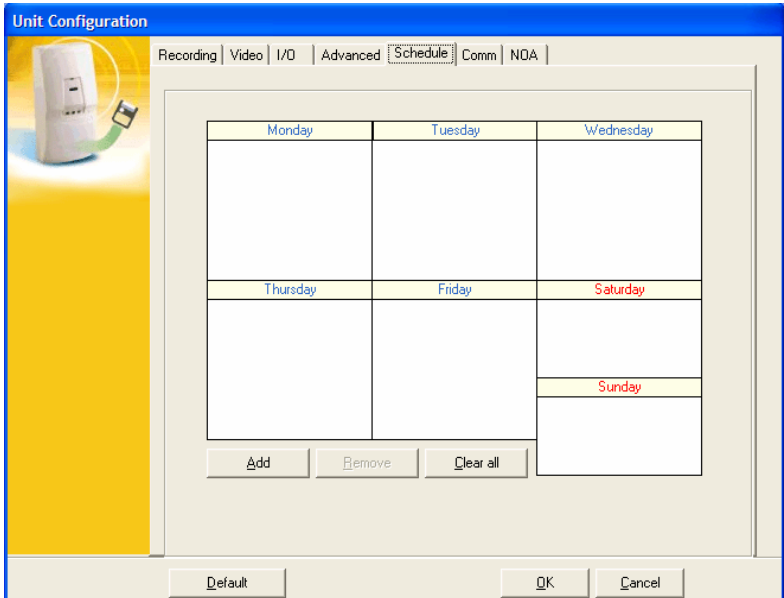 Unit Configuration
Recording Video I/O Advanced Schedule Comm NOA
Monday Tuesday Wednesday
Thursday Friday Saturday
Sunday
Add Remove Clear all
Default OK Cancel